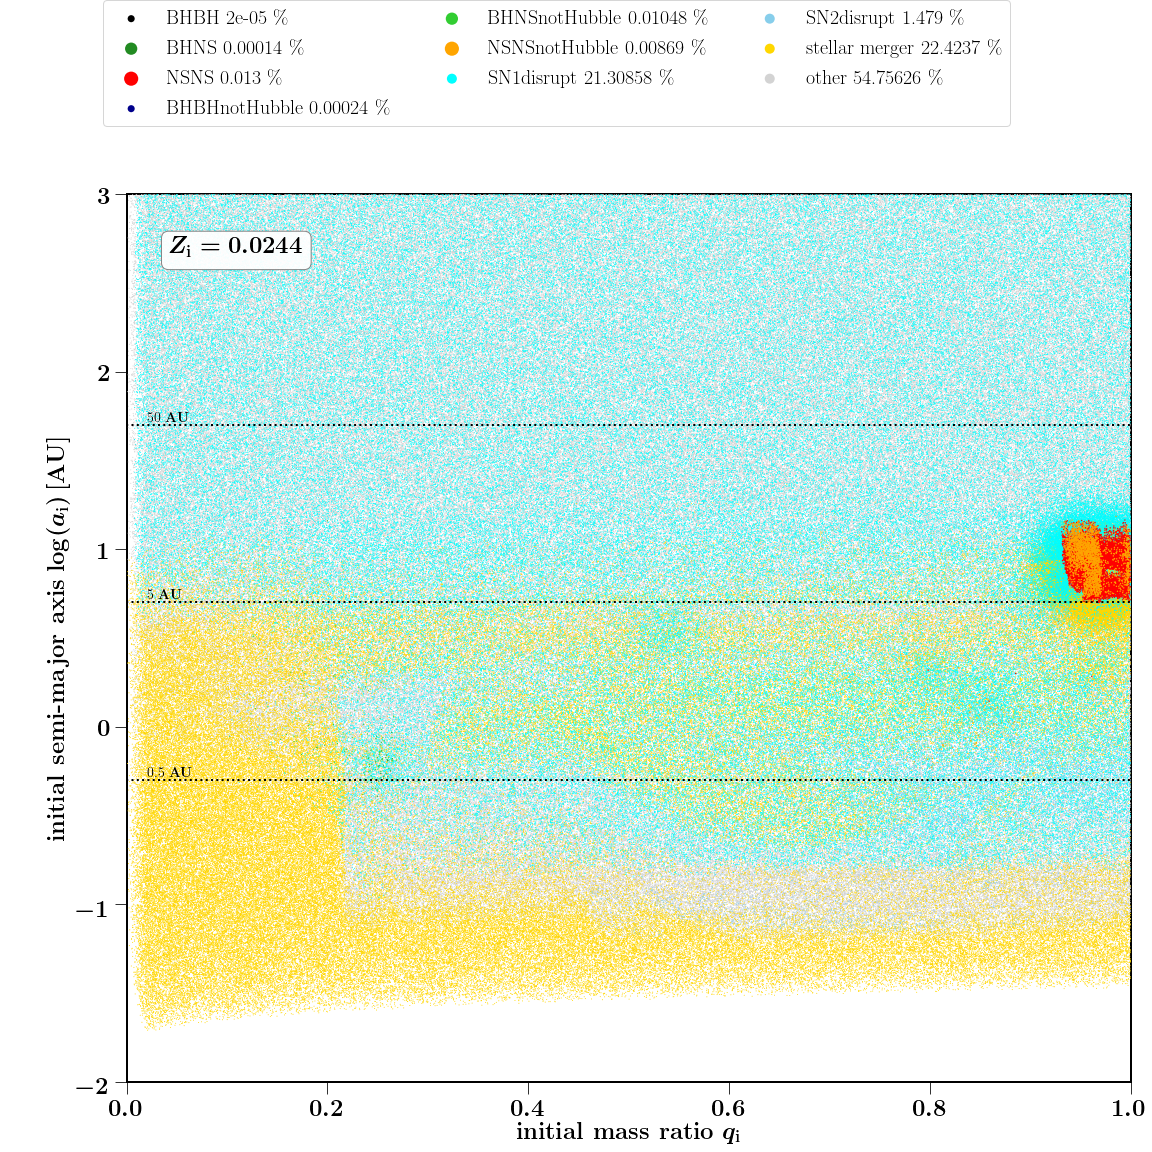 BHBH 2e-05 %
BHNS 0.00014 %
NSNS 0.013 %
BHBHnotHubble 0.00024 %
BHNSnotHubble 0.01048 %
NSNSnotHubble 0.00869 %
SN1disrupt 21.30858 %
SN2disrupt 1.479 %
stellar merger 22.4237 %
other 54.75626 %
Z_i = 0.0244
3
2
1
0
−1
−2
50 AU
5 AU
0.5 AU
initial semi-major axis log(a_i) [AU]
0.0 0.2 0.4 0.6 0.8 1.0
initial mass ratio q_i